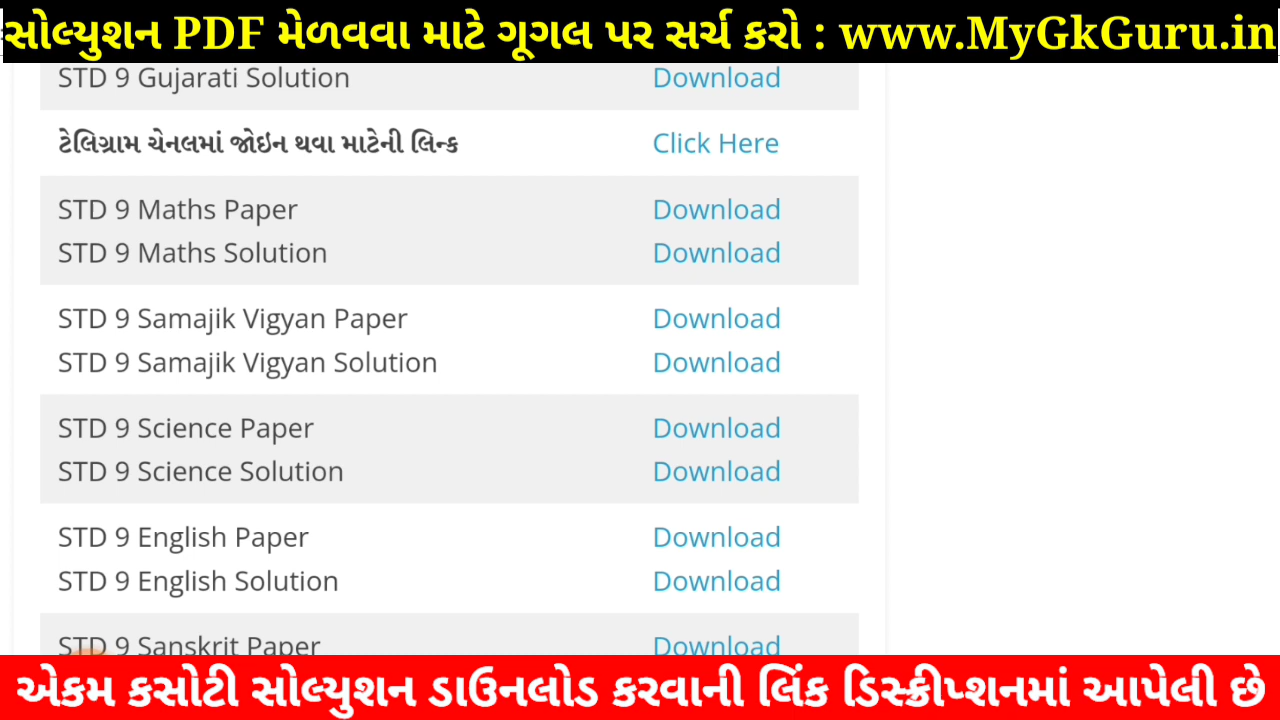 સોલ્યુશન PDF મેળવવા માટે ગૂગલ પર સર્ચ કરો : www.MyGkGuru.in
STD 9 Gujarati Solution Download
ટેલિગ્રામ ચેનલમાં જોઇન થવા માટેની લિન્ક Click Here
STD 9 Maths Paper Download
STD 9 Maths Solution Download
STD 9 Samajik Vigyan Paper Download
STD 9 Samajik Vigyan Solution Download
STD 9 Science Paper Download
STD 9 Science Solution Download
STD 9 English Paper Download
STD 9 English Solution Download
STD 9 Sanskrit Paper Download
એકમ કસોટી સોલ્યુશન ડાઉનલોડ કરવાની લિંક ડિસ્ક્રીપ્શનમાં આપેલી છે